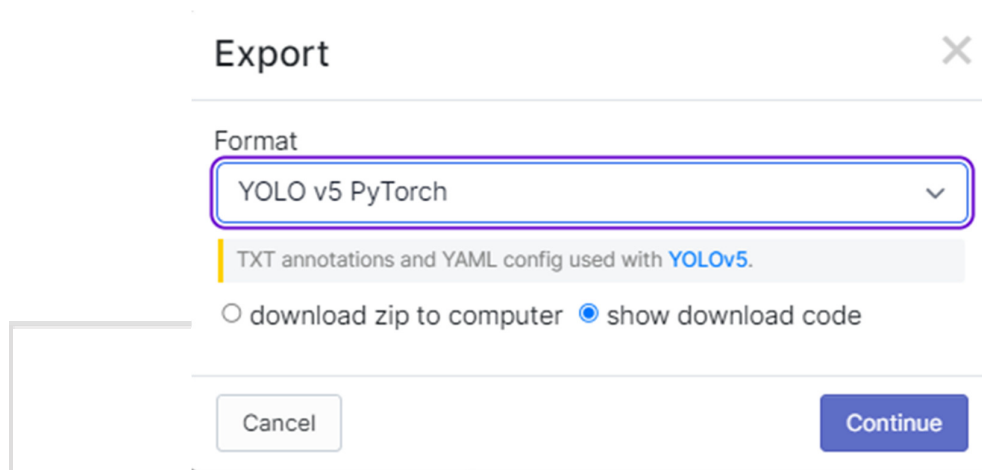 Export
Format
YOLO v5 PyTorch
TXT annotations and YAML config used with YOLOv5.
download zip to computer show download code
Cancel Continue